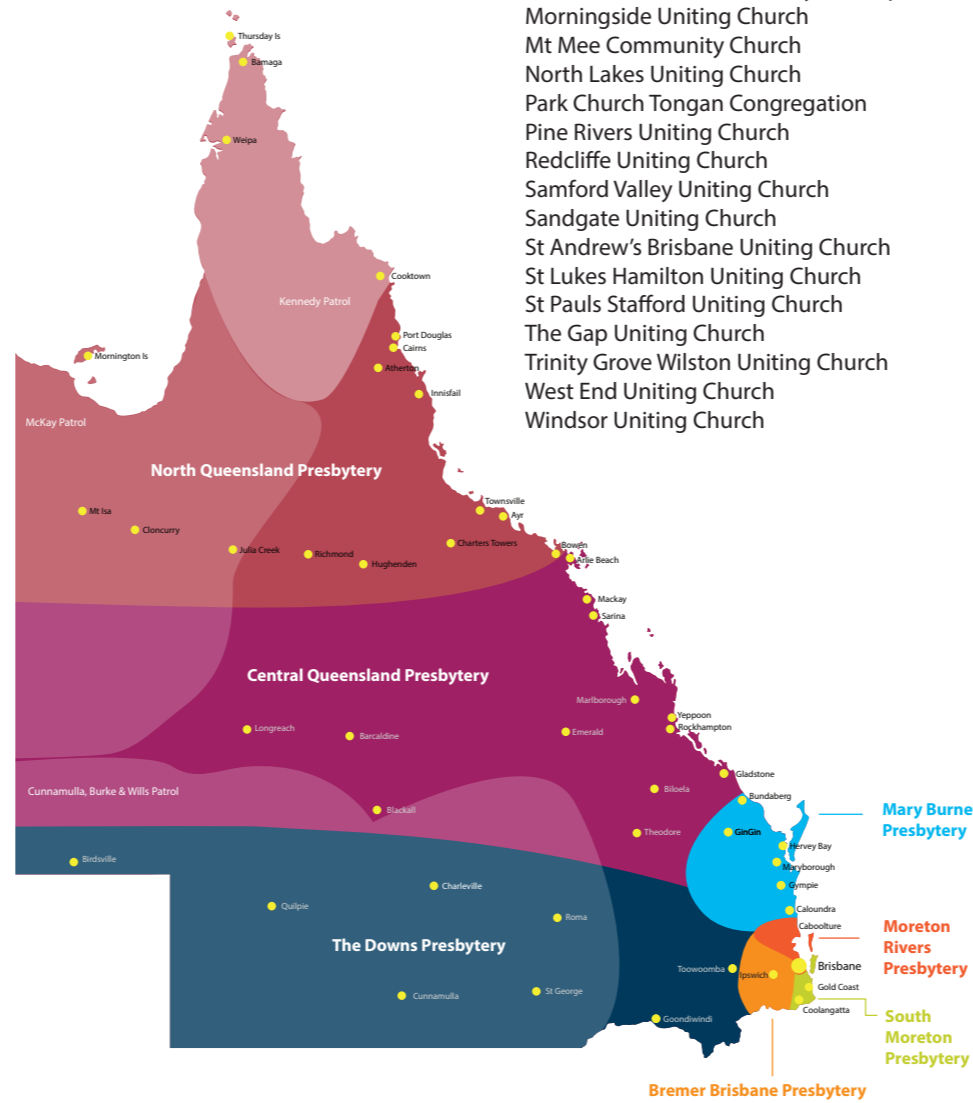 Morningside Uniting Church
Mt Mee Community Church
North Lakes Uniting Church
Park Church Tongan Congregation
Pine Rivers Uniting Church
Redcliffe Uniting Church
Samford Valley Uniting Church
Sandgate Uniting Church
St Andrew’s Brisbane Uniting Church
St Lukes Hamilton Uniting Church
St Pauls Stafford Uniting Church
The Gap Uniting Church
Trinity Grove Wilston Uniting Church
West End Uniting Church
Windsor Uniting Church
Thursday Is
Bamaga
Weipa
Cooktown
Kennedy Patrol
Port Douglas
Cairns
Mornington Is
Atherton
Innisfail
McKay Patrol
North Queensland Presbytery
Townsville
Mt Isa
Ayr
Cloncurry
Charters Towers
Bowen
Julia Creek
Richmond
Arlie Beach
Hughenden
Mackay
Sarina
Central Queensland Presbytery
Marlborough
Yeppoon
Longreach
Rockhampton
Barcaldine
Emerald
Gladstone
Cunnamulla, Burke & Wills Patrol
Biloela
Bundaberg
Blackall
Mary Burne
Presbytery
Theodore
GinGin
Hervey Bay
Birdsville
Maryborough
Charleville
Gympie
Quilpie
Caloundra
Roma
Caboolture
Moreton
Rivers
Presbytery
The Downs Presbytery
Brisbane
Toowoomba
Ipswich
Gold Coast
Cunnamulla
St George
Coolangatta
Goondiwindi
South
Moreton
Presbytery
Bremer Brisbane Presbytery